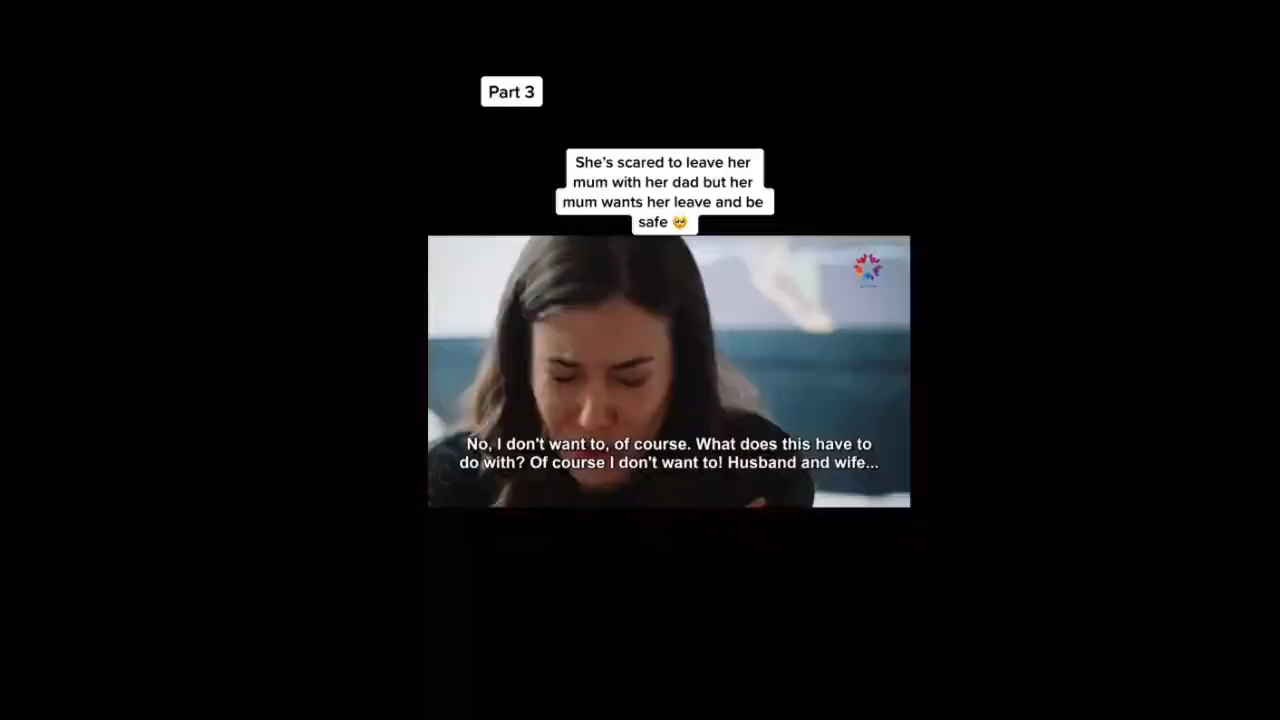 Part 3
She's scared to leave her
mum with her dad but her
mum wants her leave and be
safe 🥺
No, I don't want to, of course. What does this have to
do with? Of course I don't want to! Husband and wife...